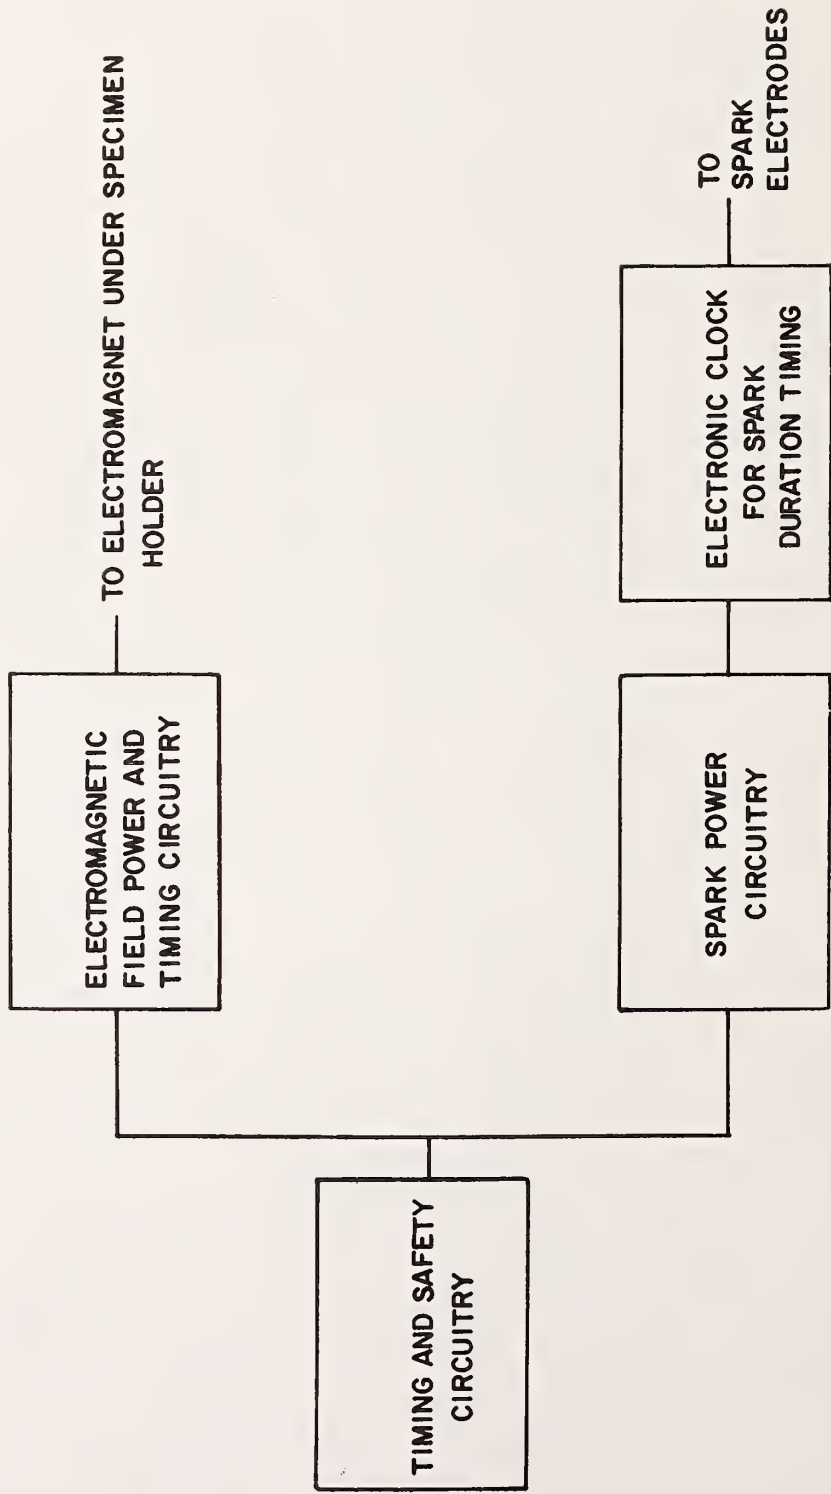 TIMING AND SAFETY
CIRCUITRY
ELECTROMAGNETIC
FIELD POWER AND
TIMING CIRCUITRY
TO ELECTROMAGNET UNDER SPECIMEN
HOLDER
SPARK POWER
CIRCUITRY
ELECTRONIC CLOCK
FOR SPARK
DURATION TIMING
TO
SPARK
ELECTRODES